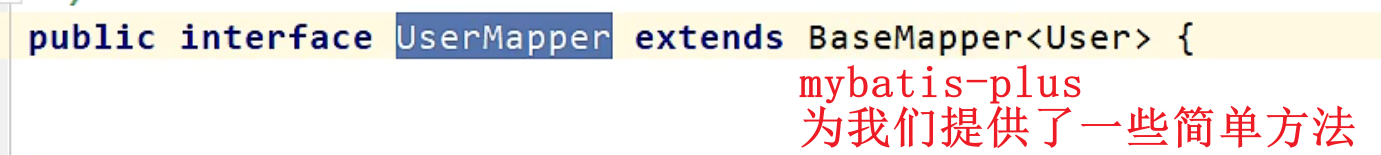 public interface UserMapper extends BaseMapper<User> {
mybatis-plus
为我们提供了一些简单方法